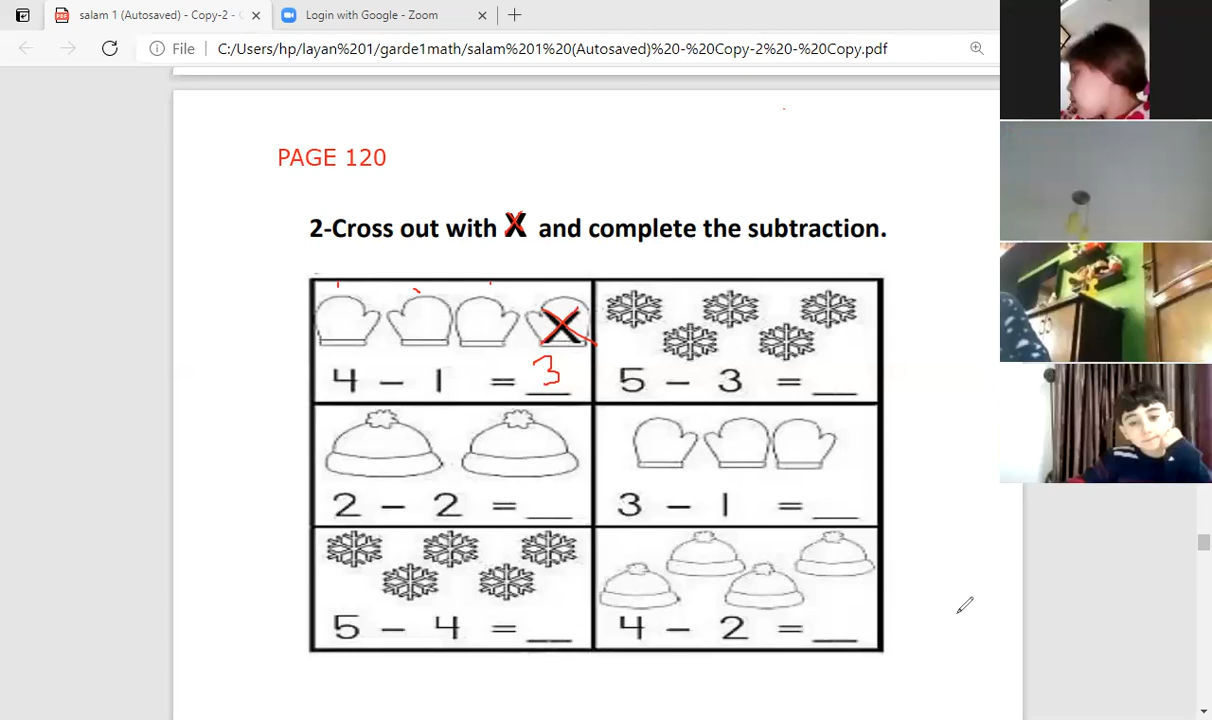 salam 1 (Autosaved) - Copy-2 - C
Login with Google - Zoom
File C:/Users/hp/layan%201/garde1math/salam%201%20(Autosaved)%20-%20Copy-2%20-%20Copy.pdf
PAGE 120
2-Cross out with X and complete the subtraction.
X
4 - 1 = 3
5 - 3 = __
2 - 2 = __
3 - 1 = __
5 - 4 = __
4 - 2 = __